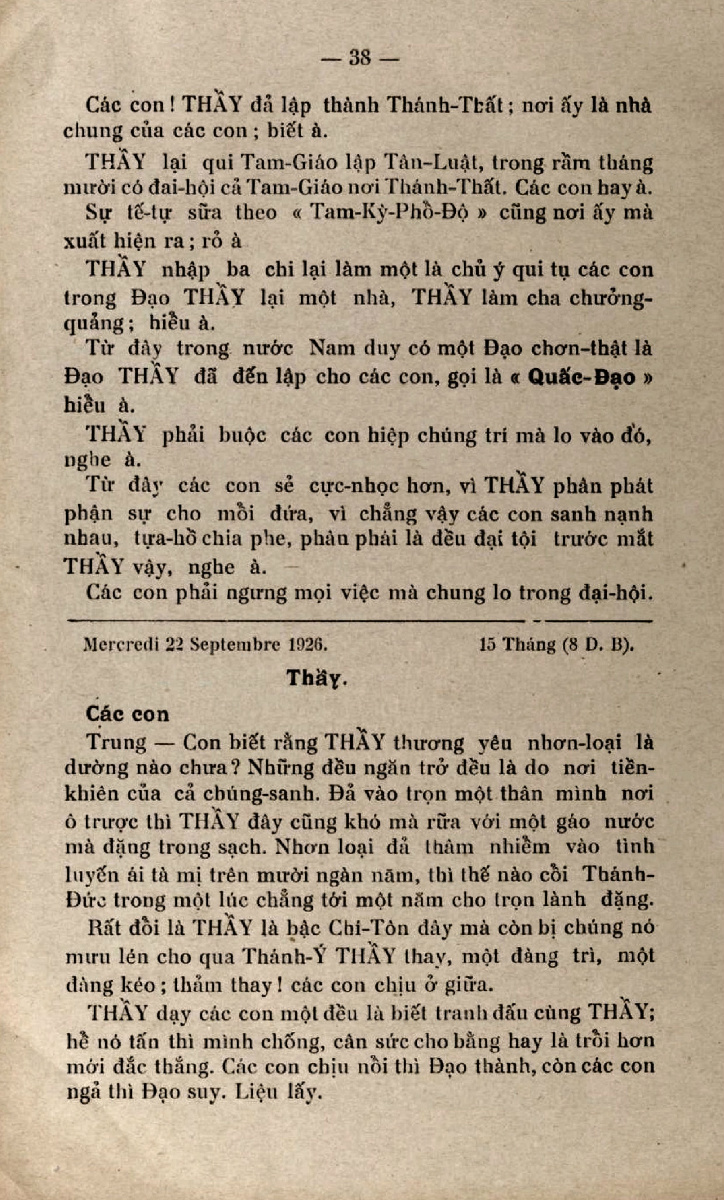 — 38 —
Các con ! THẦY đả lập thành Thánh-Thất ; nơi ấy là nhà
chung của các con ; biết à.
THẦY lại qui Tam-Giáo lập Tân-Luật, trong rầm tháng
mười có đai-hội cả Tam-Giáo nơi Thánh-Thất. Các con hay à.
Sự tế-tự sữa theo « Tam-Kỳ-Phổ-Độ » cũng nơi ấy mà
xuất hiện ra ; rỏ à
THẦY nhập ba chi lại làm một là chủ ý qui tụ các con
trong Đạo THẦY lại một nhà, THẦY làm cha chưởng-
quảng ; hiểu à.
Từ đây trong nước Nam duy có một Đạo chơn-thật là
Đạo THẦY đã đến lập cho các con, gọi là « Quấc-Đạo »
hiểu à.
THẦY phải buộc các con hiệp chúng trí mà lo vào đó,
nghe à.
Từ đây các con sẻ cực-nhọc hơn, vì THẦY phân phát
phận sự cho mổi đứa, vì chẳng vậy các con sanh nạnh
nhau, tựa-hồ chia phe, phân phái là đều đại tội trước mắt
THẦY vậy, nghe à.
Các con phải ngưng mọi việc mà chung lo trong đại-hội.
Mercredi 22 Septembre 1926. 15 Tháng (8 D. B).
Thầy.
Các con
Trung — Con biết rằng THẦY thương yêu nhơn-loại là
dường nào chưa ? Những đều ngăn trở đều là do nơi tiền-
khiên của cả chúng-sanh. Đả vào trọn một thân mình nơi
ô trược thì THẦY đây cũng khó mà rữa với một gáo nước
mà đặng trong sạch. Nhơn loại đả thàm nhiểm vào tình
luyến ái tà mị trên mười ngàn năm, thì thế nào cổi Thánh-
Đức trong một lúc chẳng tới một năm cho trọn lành đặng.
Rất đổi là THẦY là bậc Chí-Tôn đây mà còn bị chúng nó
mưu lén cho qua Thánh-Ý THẦY thay, một đàng trì, một
đàng kéo ; thảm thay ! các con chịu ở giữa.
THẦY dạy các con một đều là biết tranh đấu cùng THẦY;
hể nó tấn thì mình chống, cân sức cho bằng hay là trổi hơn
mới đắc thắng. Các con chịu nổi thì Đạo thành, còn các con
ngả thì Đạo suy. Liệu lấy.